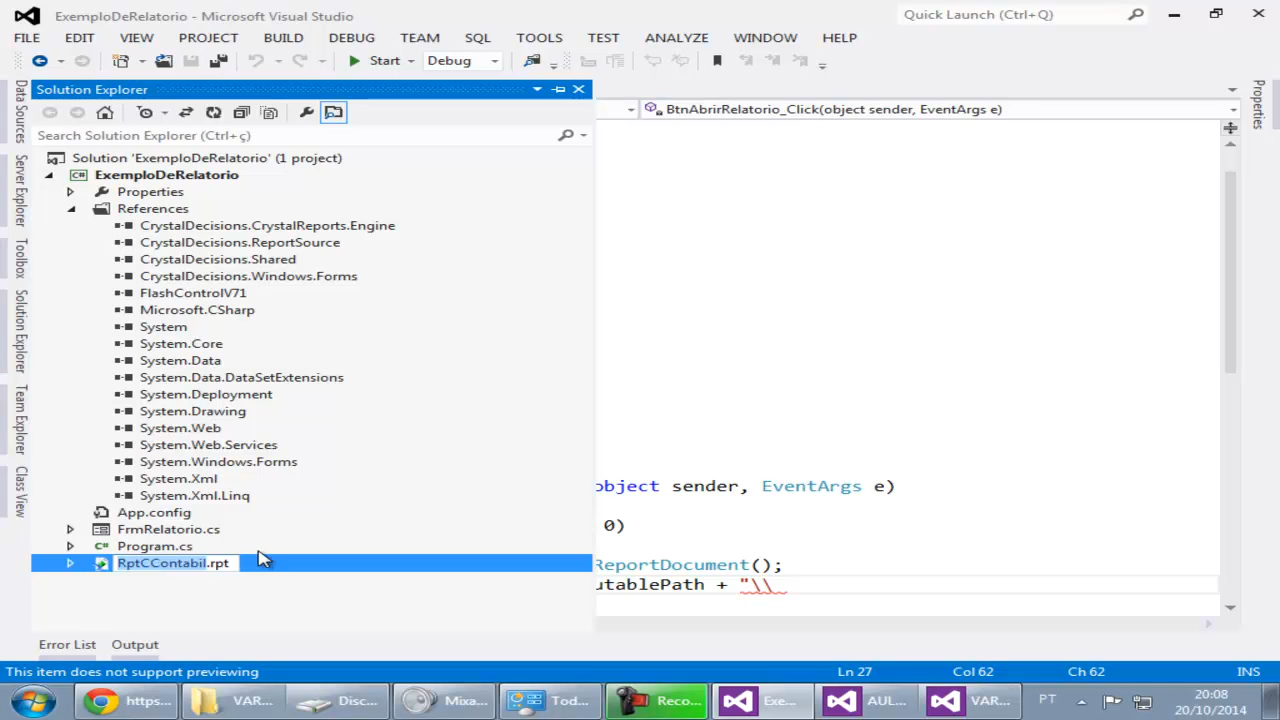 ExemploDeRelatorio - Microsoft Visual Studio
Quick Launch (Ctrl+Q)
FILE EDIT VIEW PROJECT BUILD DEBUG TEAM SQL TOOLS TEST ANALYZE WINDOW HELP
Start Debug
Data Sources
Server Explorer
Toolbox
Solution Explorer
Team Explorer
Class View
Solution Explorer
Search Solution Explorer (Ctrl+ç)
Solution 'ExemploDeRelatorio' (1 project)
ExemploDeRelatorio
Properties
References
CrystalDecisions.CrystalReports.Engine
CrystalDecisions.ReportSource
CrystalDecisions.Shared
CrystalDecisions.Windows.Forms
FlashControlV71
Microsoft.CSharp
System
System.Core
System.Data
System.Data.DataSetExtensions
System.Deployment
System.Drawing
System.Web
System.Web.Services
System.Windows.Forms
System.Xml
System.Xml.Linq
App.config
FrmRelatorio.cs
Program.cs
RptCContabil.rpt
BtnAbrirRelatorio_Click(object sender, EventArgs e)
Properties
object sender, EventArgs e)
0)
ReportDocument();
utablePath + "\\
Error List Output
This item does not support previewing
Ln 27 Col 62 Ch 62 INS
https... VAR... Disc... Mixa... Tod... Reco... Exe... AUL... VAR... PT
20:08
20/10/2014